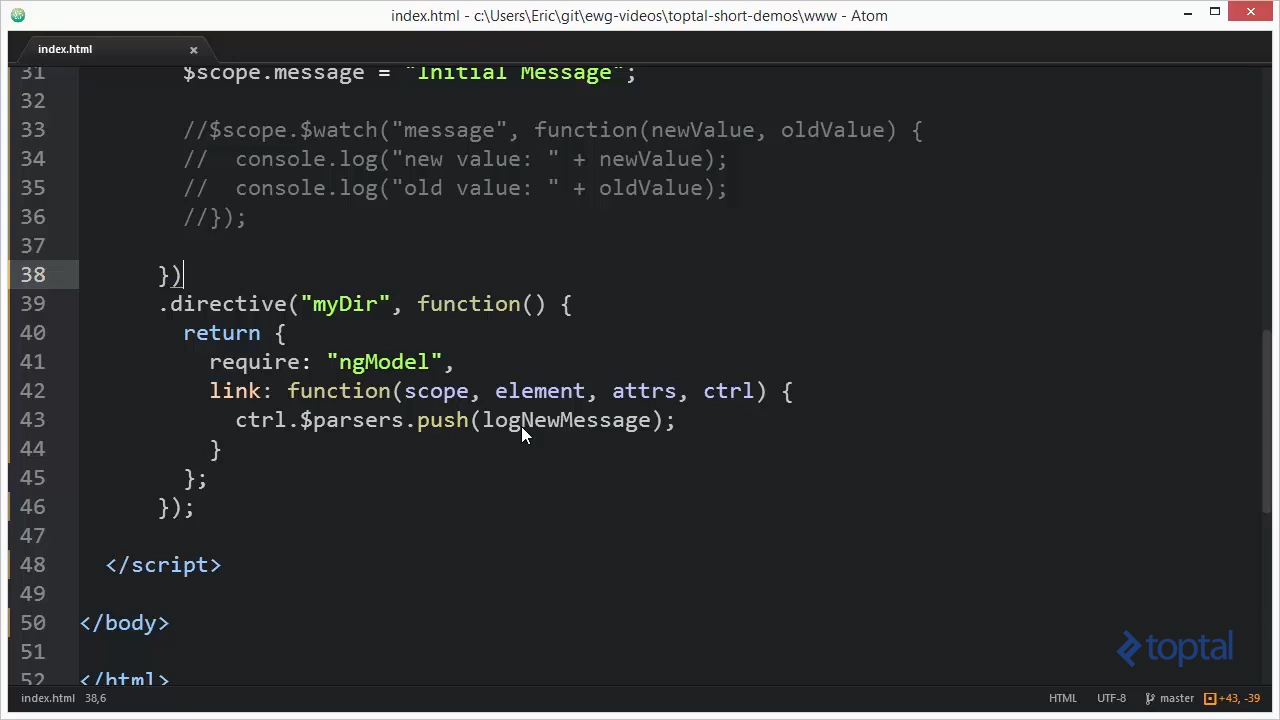 index.html - c:\Users\Eric\git\ewg-videos\toptal-short-demos\www - Atom
index.html
31 $scope.message = "Initial Message";
32
33 //$scope.$watch("message", function(newValue, oldValue) {
34 //  console.log("new value: " + newValue);
35 //  console.log("old value: " + oldValue);
36 //});
37
38 })
39 .directive("myDir", function() {
40 return {
41 require: "ngModel",
42 link: function(scope, element, attrs, ctrl) {
43 ctrl.$parsers.push(logNewMessage);
44 }
45 };
46 });
47
48 </script>
49
50 </body>
51
52 </html>
toptal
index.html 38,6 HTML UTF-8 master +43, -39